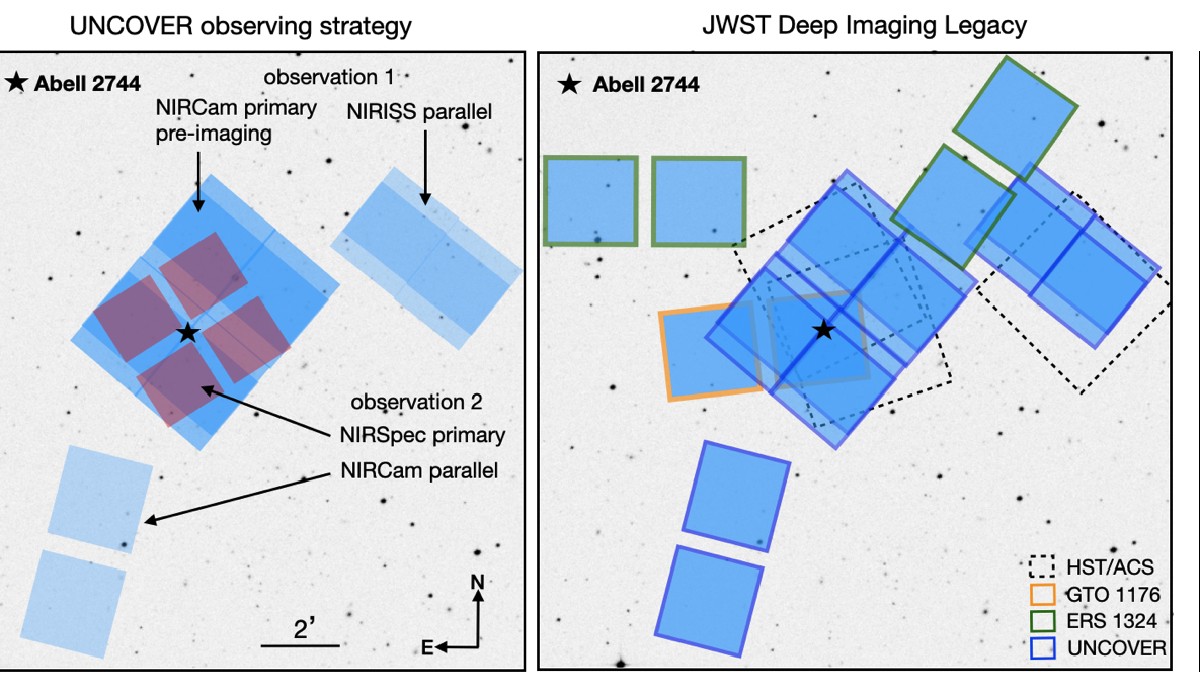 UNCOVER observing strategy
★ Abell 2744
observation 1
NIRCam primary
pre-imaging
NIRISS parallel
observation 2
NIRSpec primary
NIRCam parallel
2’
N
E
JWST Deep Imaging Legacy
★ Abell 2744
HST/ACS
GTO 1176
ERS 1324
UNCOVER